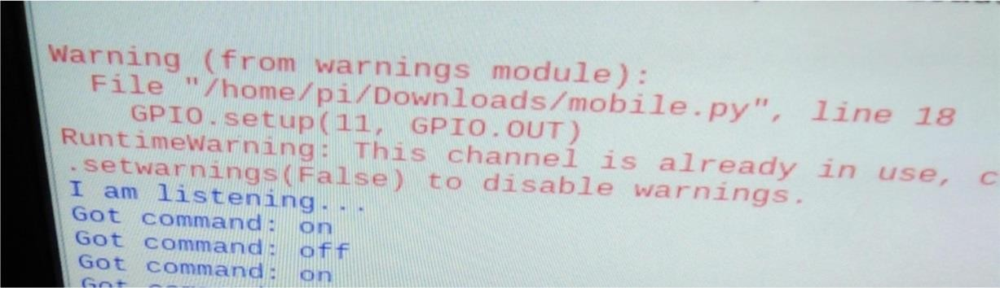 Warning (from warnings module):
File "/home/pi/Downloads/mobile.py", line 18
GPIO.setup(11, GPIO.OUT)
RuntimeWarning: This channel is already in use, c
.setwarnings(False) to disable warnings.
I am listening...
Got command: on
Got command: off
Got command: on
Got